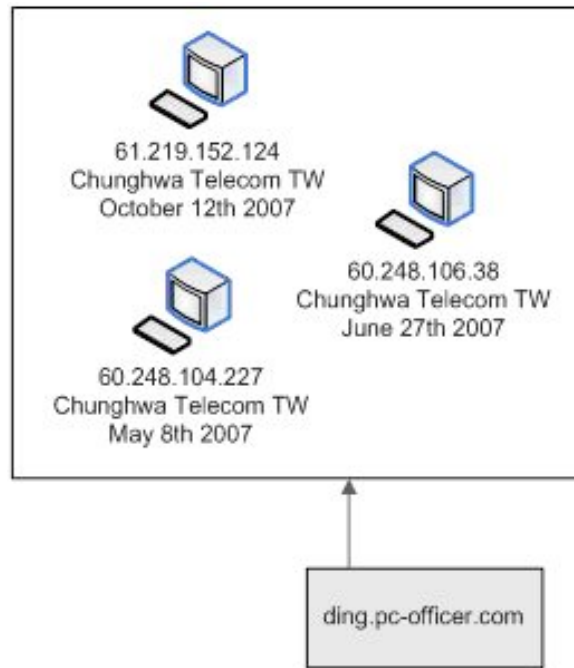 61.219.152.124
Chunghwa Telecom TW
October 12th 2007
60.248.106.38
Chunghwa Telecom TW
June 27th 2007
60.248.104.227
Chunghwa Telecom TW
May 8th 2007
ding.pc-officer.com